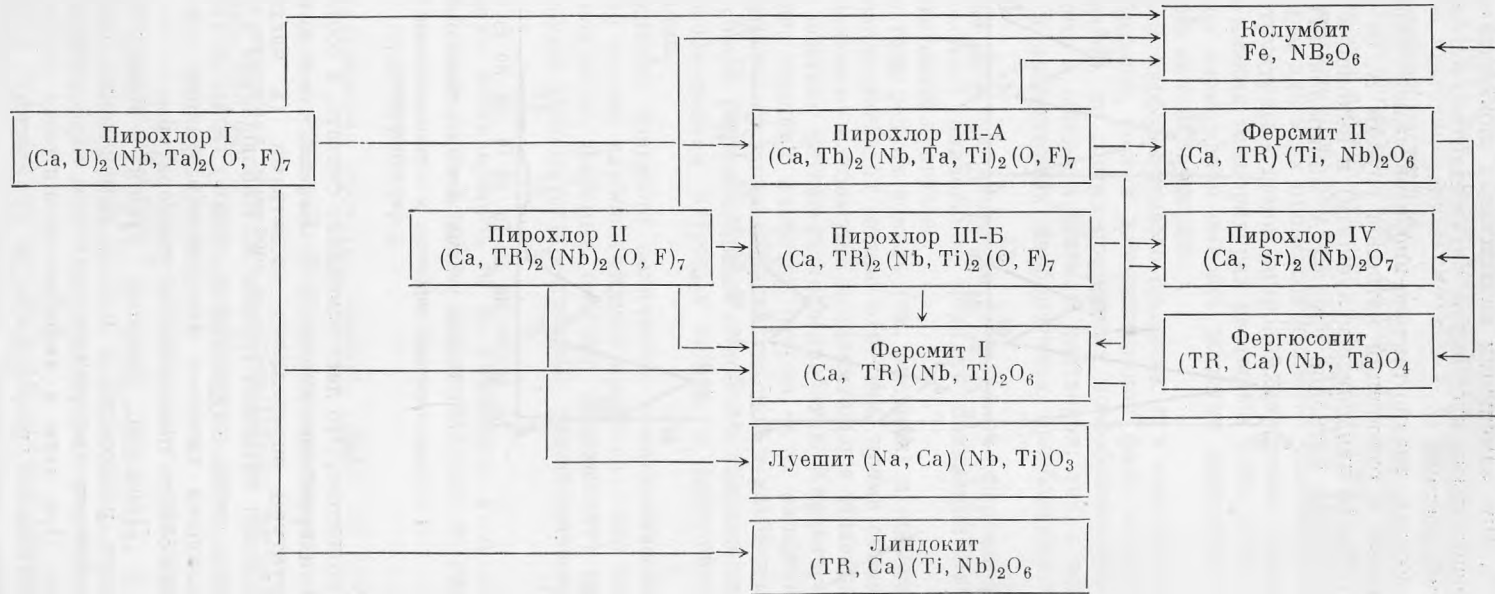 Колумбит
Fe, NB₂O₆
Пирохлор I
(Ca, U)₂(Nb, Ta)₂( O, F)₇
Пирохлор III-А
(Ca, Th)₂(Nb, Ta, Ti)₂(O, F)₇
Ферсмит II
(Ca, TR) (Ti, Nb)₂O₆
Пирохлор II
(Ca, TR)₂(Nb)₂(O, F)₇
Пирохлор III-Б
(Ca, TR)₂(Nb, Ti)₂(O, F)₇
Пирохлор IV
(Ca, Sr)₂(Nb)₂O₇
Ферсмит I
(Ca, TR) (Nb, Ti)₂O₆
Фергюсонит
(TR, Ca) (Nb, Ta)O₄
Луешит (Na, Ca) (Nb, Ti)O₃
Линдокит
(TR, Ca) (Ti, Nb)₂O₆